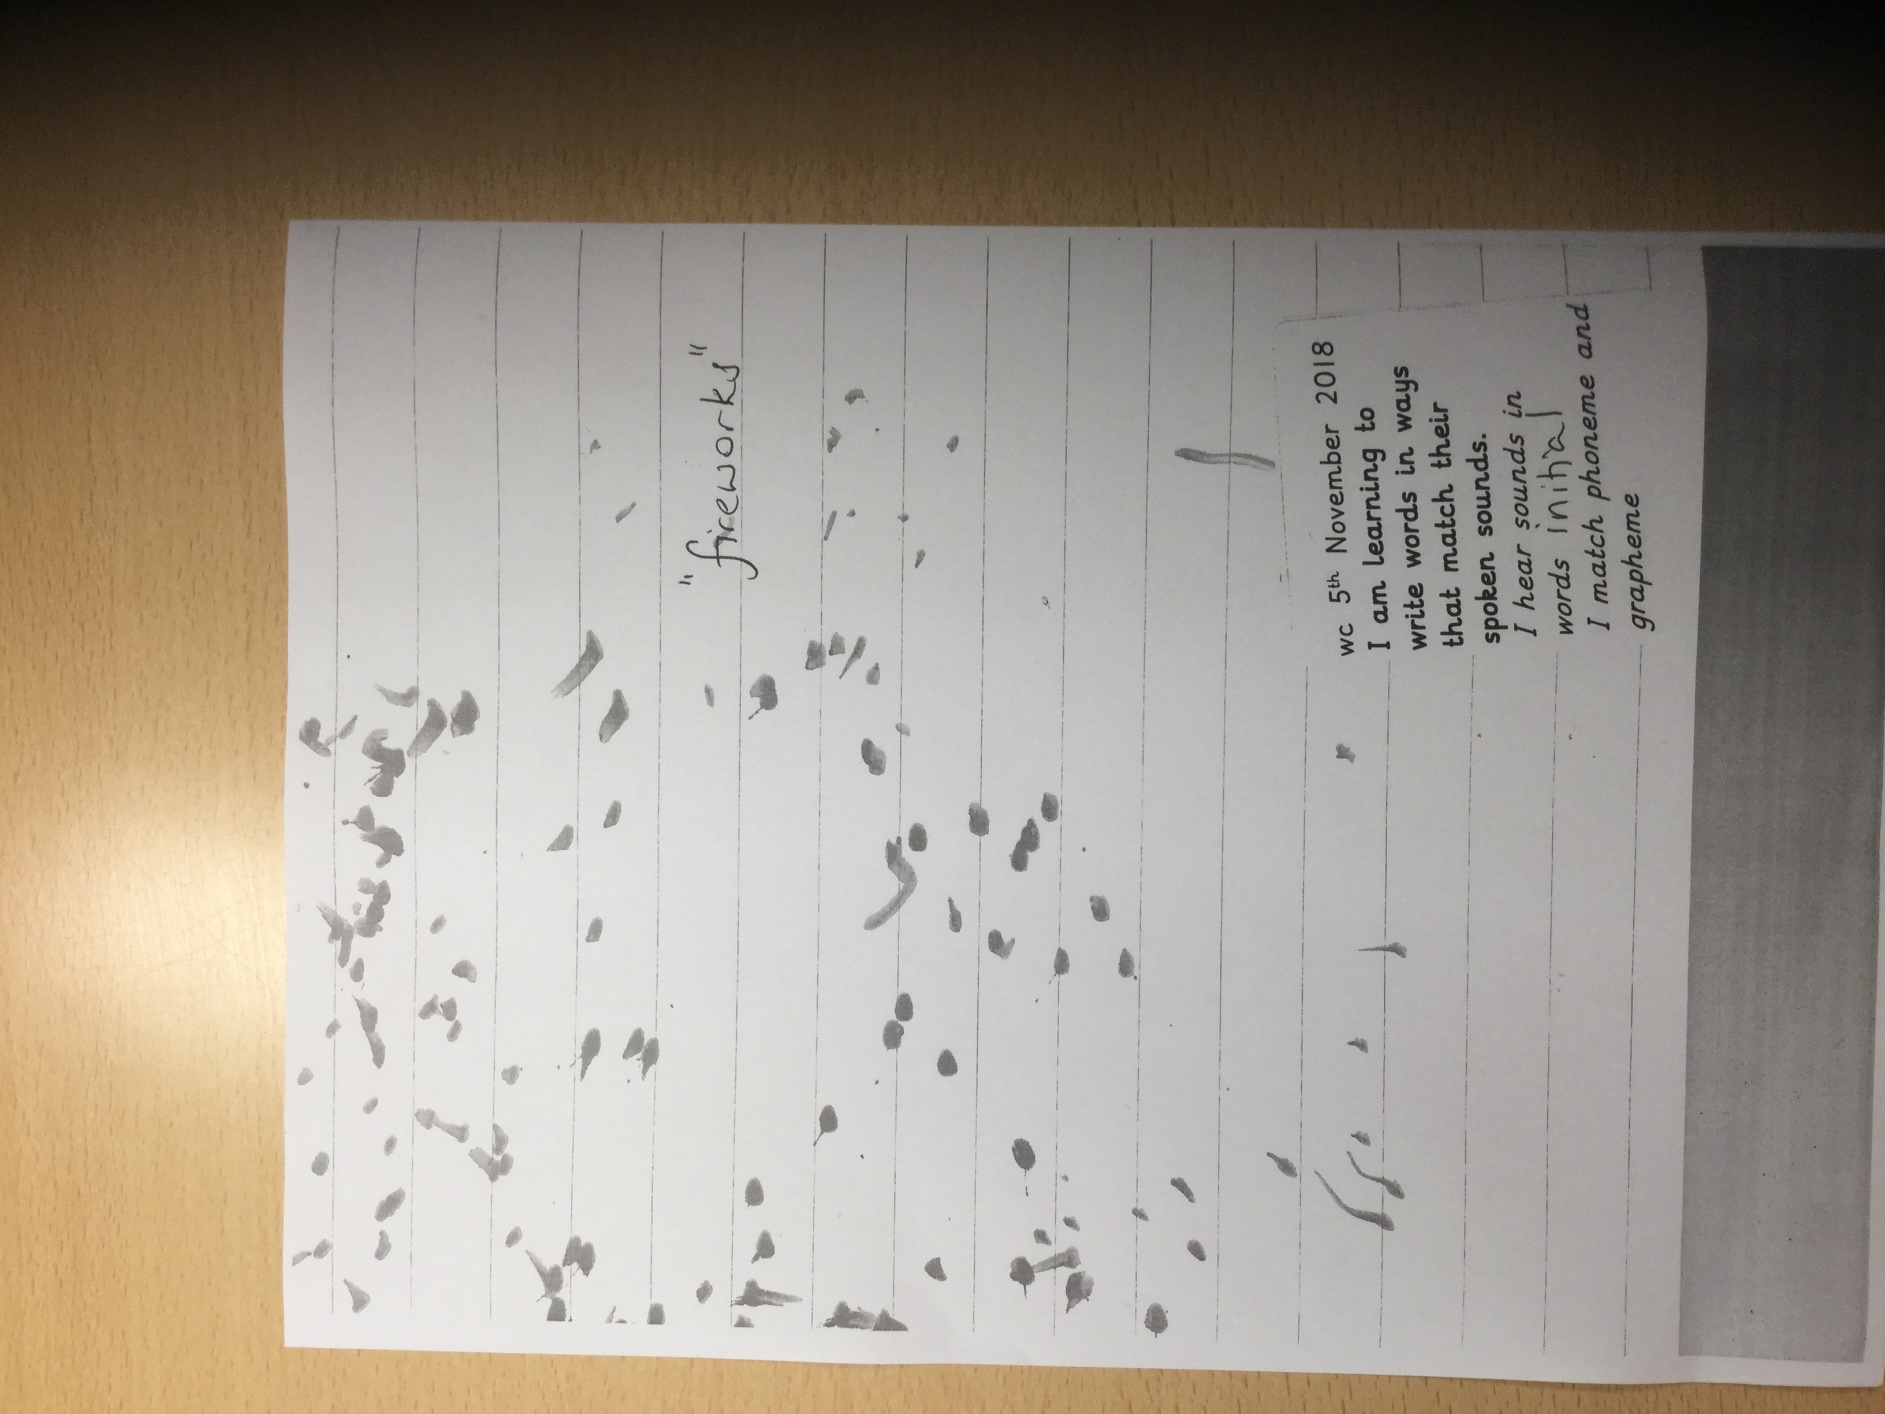 wc 5th November 2018
I am learning to
write words in ways
that match their
spoken sounds.
I hear sounds in
words initial
I match phoneme and
grapheme
"fireworks"